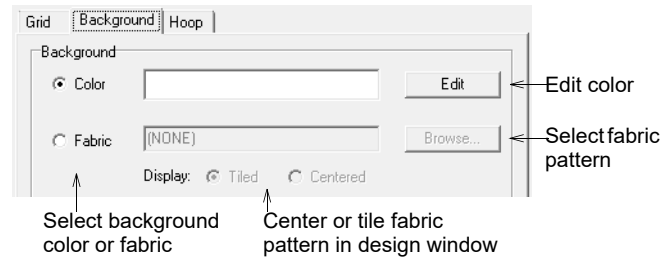 Grid Background Hoop
Background
Color Edit Edit color
Fabric (NONE) Browse... Select fabric
pattern
Display: Tiled Centered
Select background Center or tile fabric
color or fabric pattern in design window